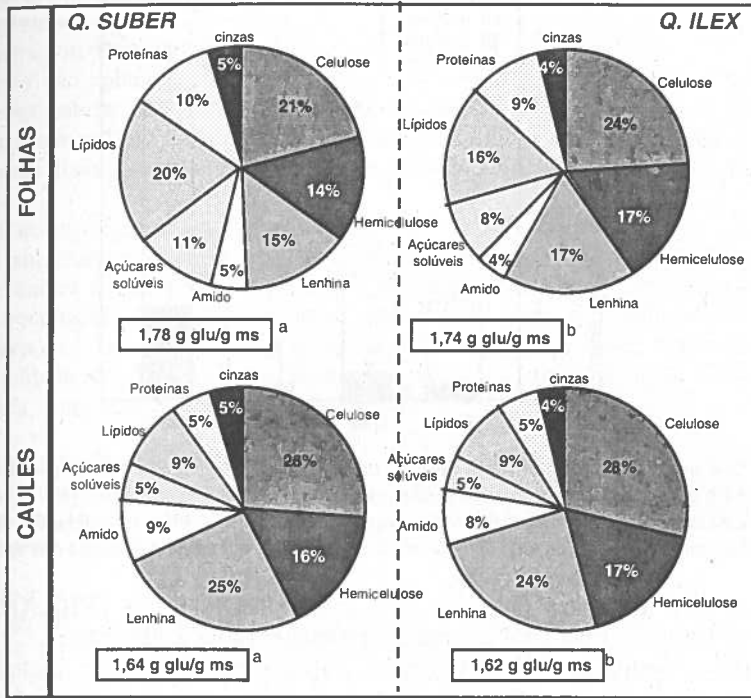 Q. SUBER
Q. ILEX
FOLHAS
cinzas
5%
Celulose
21%
14%
Hemicelulose
15%
Lenhina
5%
Amido
11%
Açúcares
solúveis
20%
Lípidos
10%
Proteínas
1,78 g glu/g ms a
cinzas
4%
Celulose
24%
17%
Hemicelulose
17%
Lenhina
4%
Amido
8%
Açúcares
solúveis
16%
Lípidos
9%
Proteínas
1,74 g glu/g ms b
CAULES
cinzas
5%
Celulose
16%
Hemicelulose
25%
Lenhina
9%
Amido
5%
Açúcares
solúveis
9%
Lípidos
5%
Proteínas
1,64 g glu/g ms a
cinzas
4%
Celulose
28%
17%
Hemicelulose
24%
Lenhina
8%
Amido
5%
Açúcares
solúveis
9%
Lípidos
5%
Proteínas
1,62 g glu/g ms b